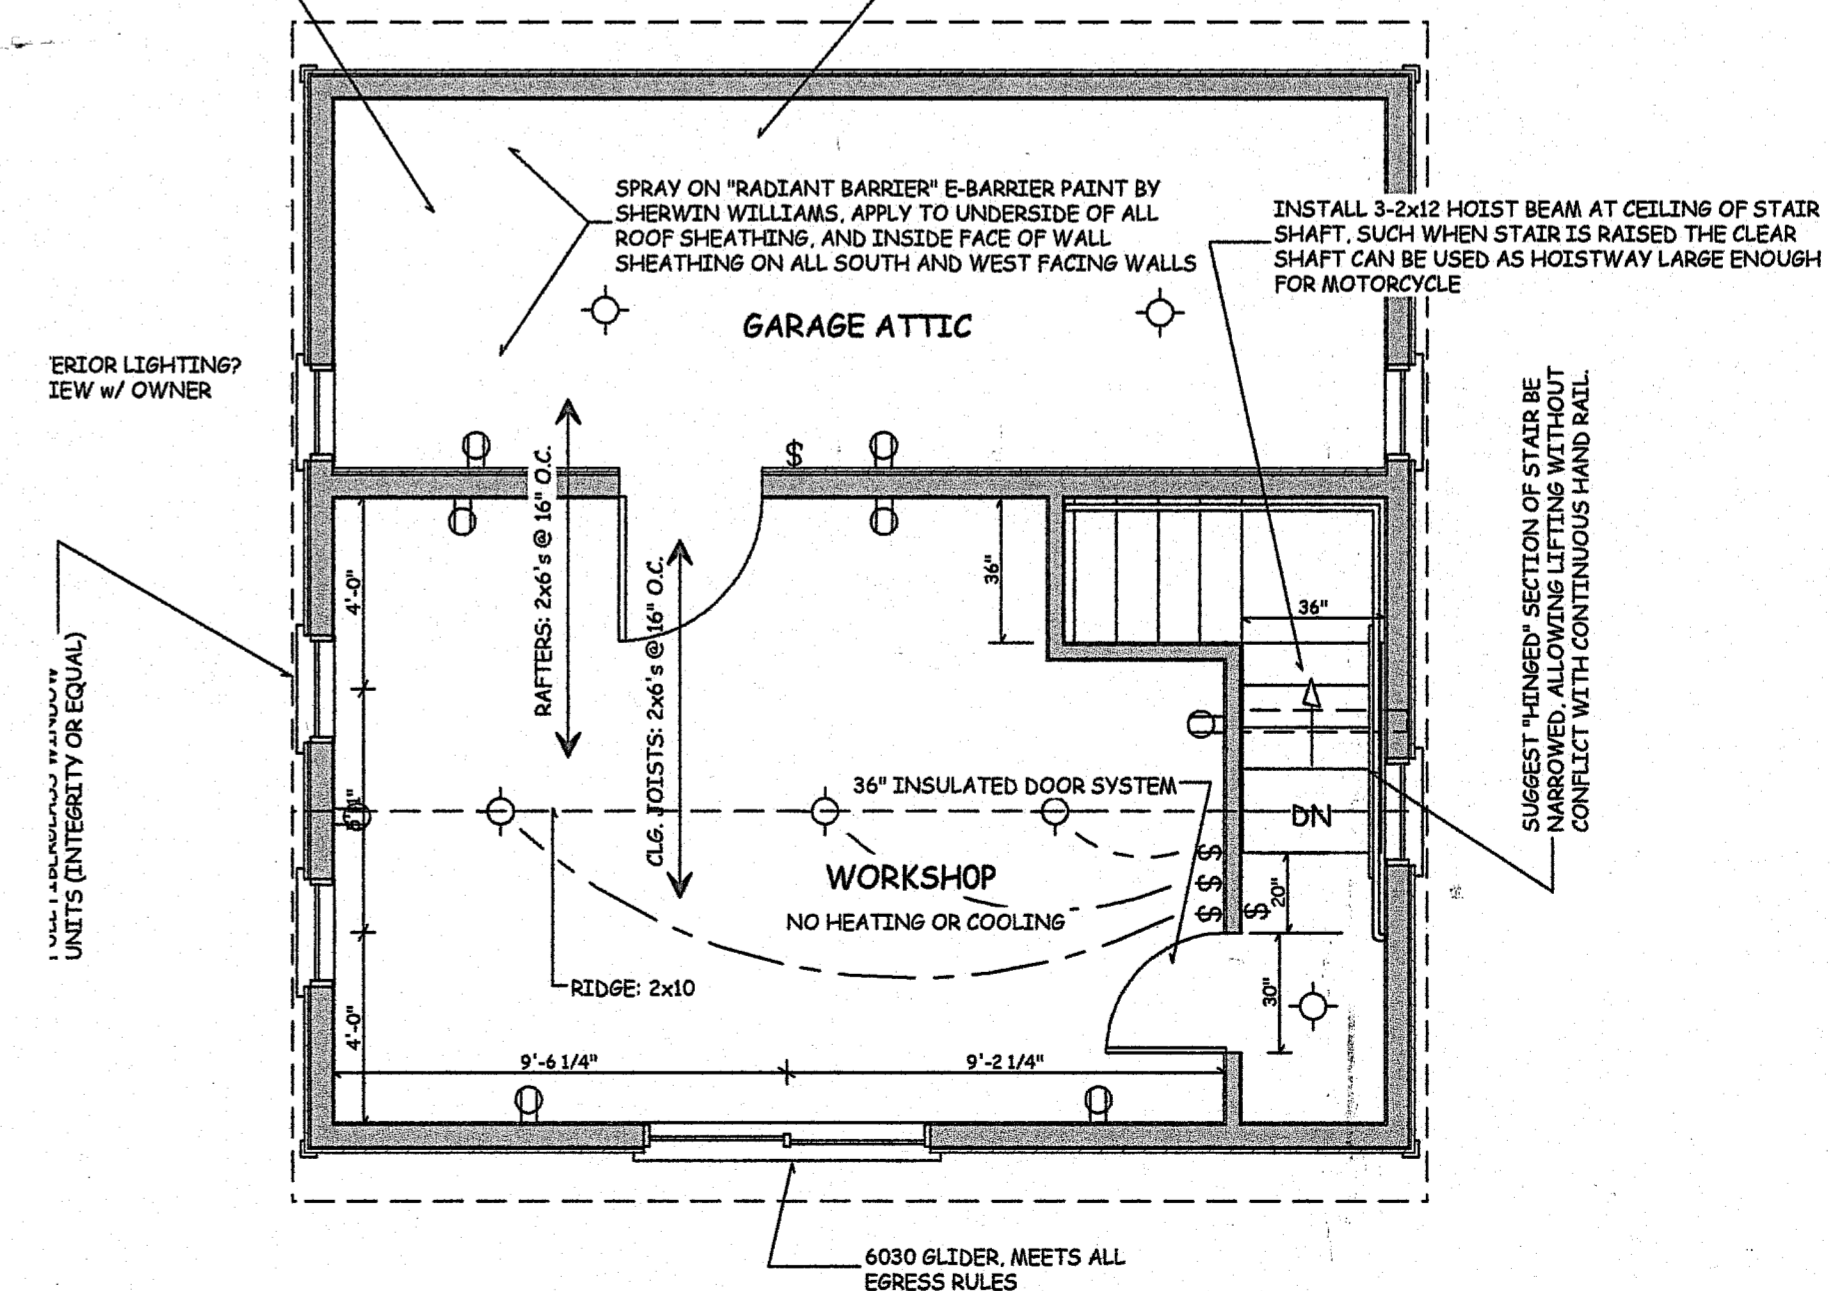 SPRAY ON "RADIANT BARRIER" E-BARRIER PAINT BY
SHERWIN WILLIAMS, APPLY TO UNDERSIDE OF ALL
ROOF SHEATHING, AND INSIDE FACE OF WALL
SHEATHING ON ALL SOUTH AND WEST FACING WALLS
INSTALL 3-2x12 HOIST BEAM AT CEILING OF STAIR
SHAFT, SUCH WHEN STAIR IS RAISED THE CLEAR
SHAFT CAN BE USED AS HOISTWAY LARGE ENOUGH
FOR MOTORCYCLE
GARAGE ATTIC
ERIOR LIGHTING?
IEW w/ OWNER
SUGGEST "HINGED" SECTION OF STAIR BE
NARROWED, ALLOWING LIFTING WITHOUT
CONFLICT WITH CONTINUOUS HAND RAIL.
$
RAFTERS: 2x6's @ 16" O.C.
CLG. JOISTS: 2x6's @ 16" O.C.
4'-0"
36"
36"
UNITS (INTEGRITY OR EQUAL)
36" INSULATED DOOR SYSTEM
DN
WORKSHOP
NO HEATING OR COOLING
$
$
$
$
20"
RIDGE: 2x10
30"
4'-0"
9'-6 1/4"
9'-2 1/4"
6030 GLIDER, MEETS ALL
EGRESS RULES